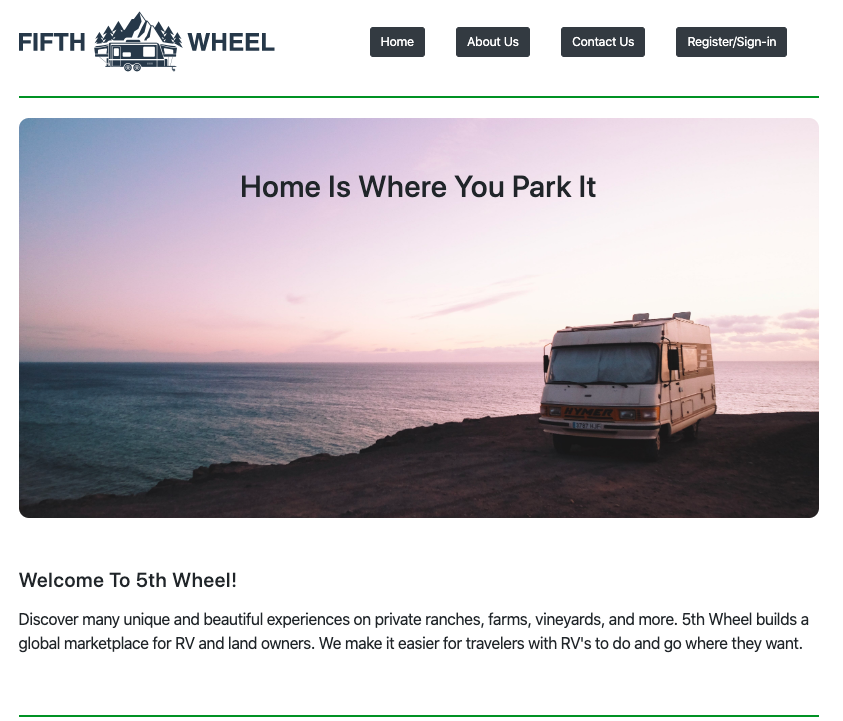 FIFTH WHEEL
Home
About Us
Contact Us
Register/Sign-in
Home Is Where You Park It
HYMER
Welcome To 5th Wheel!
Discover many unique and beautiful experiences on private ranches, farms, vineyards, and more. 5th Wheel builds a
global marketplace for RV and land owners. We make it easier for travelers with RV's to do and go where they want.